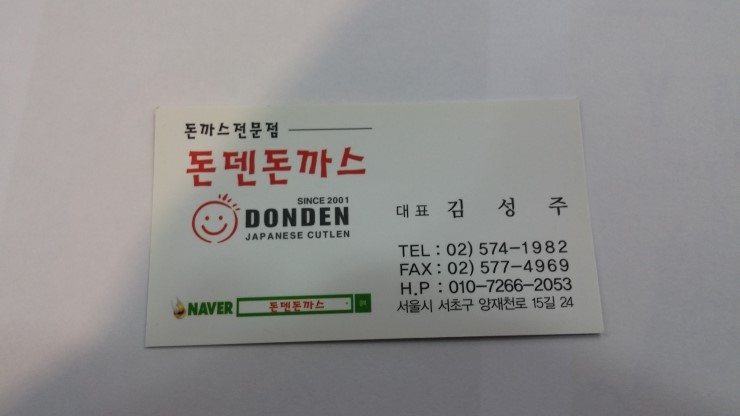 돈까스전문점
돈덴돈까스
SINCE 2001
DONDEN
JAPANESE CUTLEN
NAVER 돈덴돈까스
대표 김 성 주
TEL : 02) 574-1982
FAX : 02) 577-4969
H.P : 010-7266-2053
서울시 서초구 양재천로 15길 24